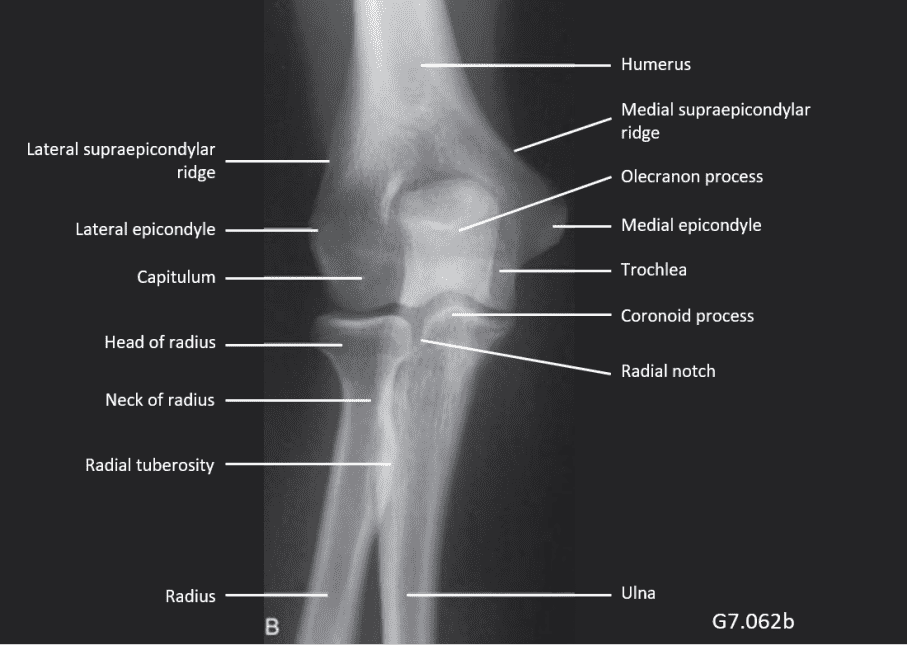 Lateral supraepicondylar
ridge
Lateral epicondyle
Capitulum
Head of radius
Neck of radius
Radial tuberosity
Radius
B
Humerus
Medial supraepicondylar
ridge
Olecranon process
Medial epicondyle
Trochlea
Coronoid process
Radial notch
Ulna
G7.062b